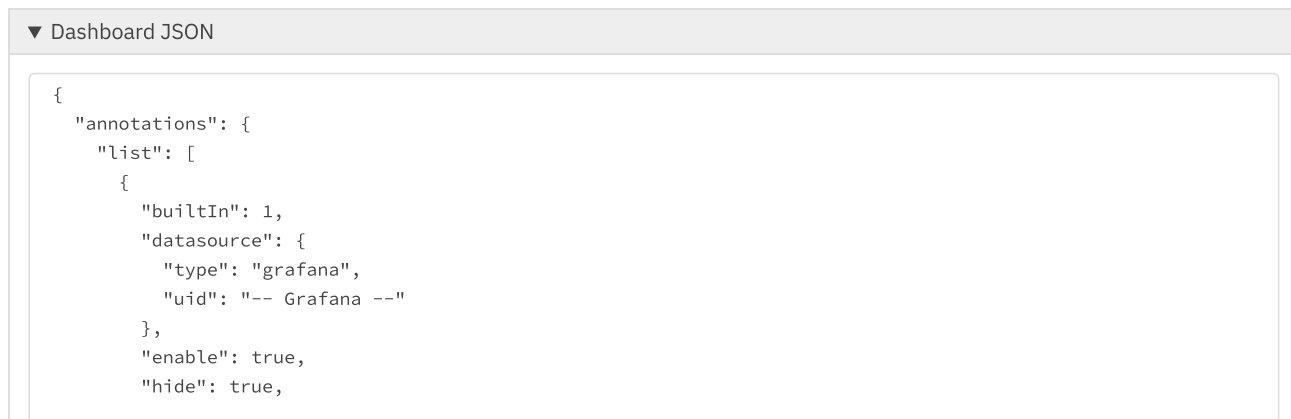 ▼ Dashboard JSON
{
  "annotations": {
    "list": [
      {
        "builtIn": 1,
        "datasource": {
          "type": "grafana",
          "uid": "-- Grafana --"
        },
        "enable": true,
        "hide": true,